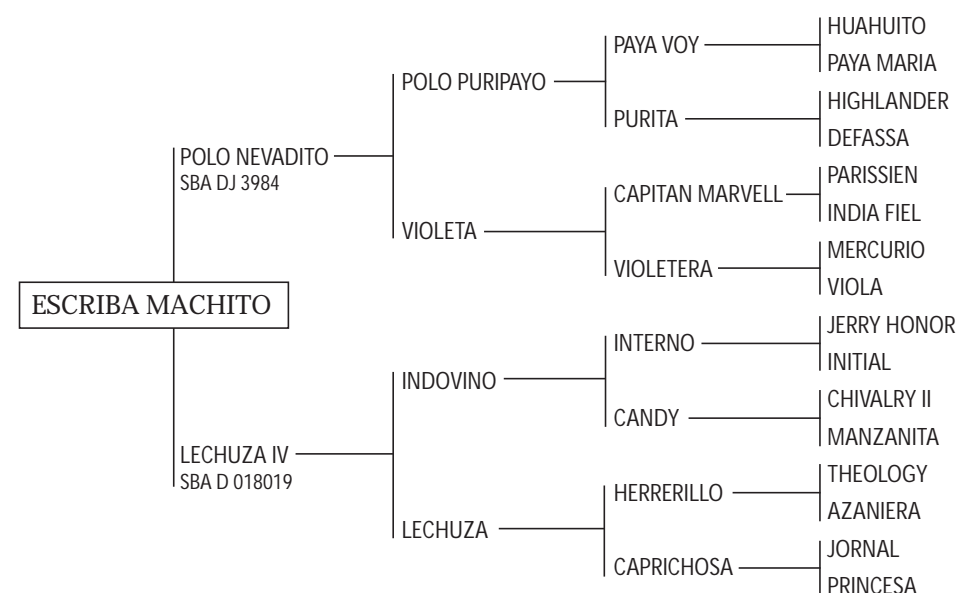 HUAHUITO
PAYA VOY
PAYA MARIA
POLO PURIPAYO
HIGHLANDER
PURITA
DEFASSA
POLO NEVADITO
SBA DJ 3984
PARISSIEN
CAPITAN MARVELL
INDIA FIEL
VIOLETA
MERCURIO
VIOLETERA
VIOLA
ESCRIBA MACHITO
JERRY HONOR
INTERNO
INITIAL
INDOVINO
CHIVALRY II
CANDY
MANZANITA
LECHUZA IV
SBA D 018019
THEOLOGY
HERRERILLO
AZANIERA
LECHUZA
JORNAL
CAPRICHOSA
PRINCESA